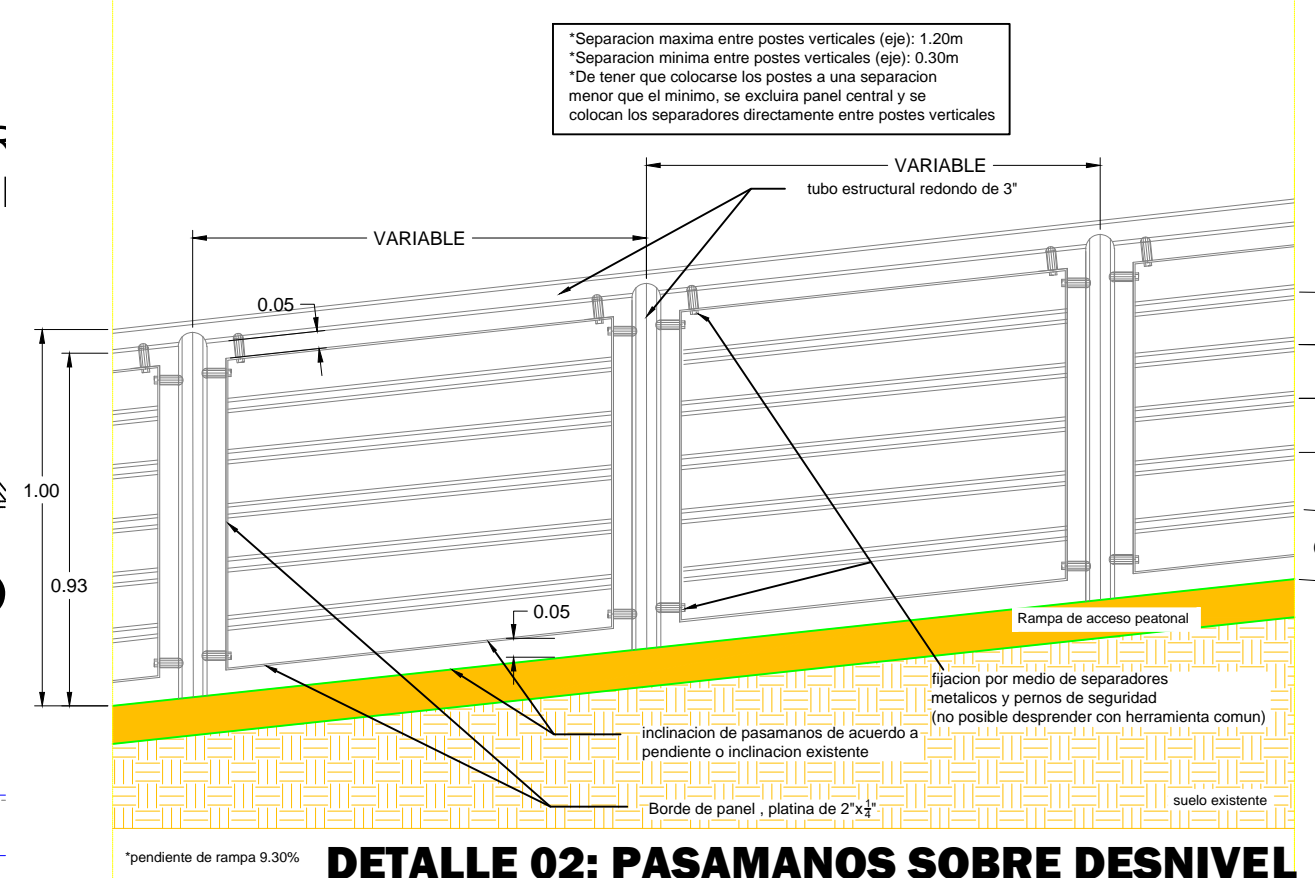 *Separacion maxima entre postes verticales (eje): 1.20m
*Separacion minima entre postes verticales (eje): 0.30m
*De tener que colocarse los postes a una separacion
menor que el minimo, se excluira panel central y se
colocan los separadores directamente entre postes verticales
VARIABLE
tubo estructural redondo de 3"
VARIABLE
0.05
1.00
0.93
0.05
Rampa de acceso peatonal
fijacion por medio de separadores
metalicos y pernos de seguridad
(no posible desprender con herramienta comun)
inclinacion de pasamanos de acuerdo a
pendiente o inclinacion existente
Borde de panel , platina de 2"x1/4"
suelo existente
*pendiente de rampa 9.30%
DETALLE 02: PASAMANOS SOBRE DESNIVEL